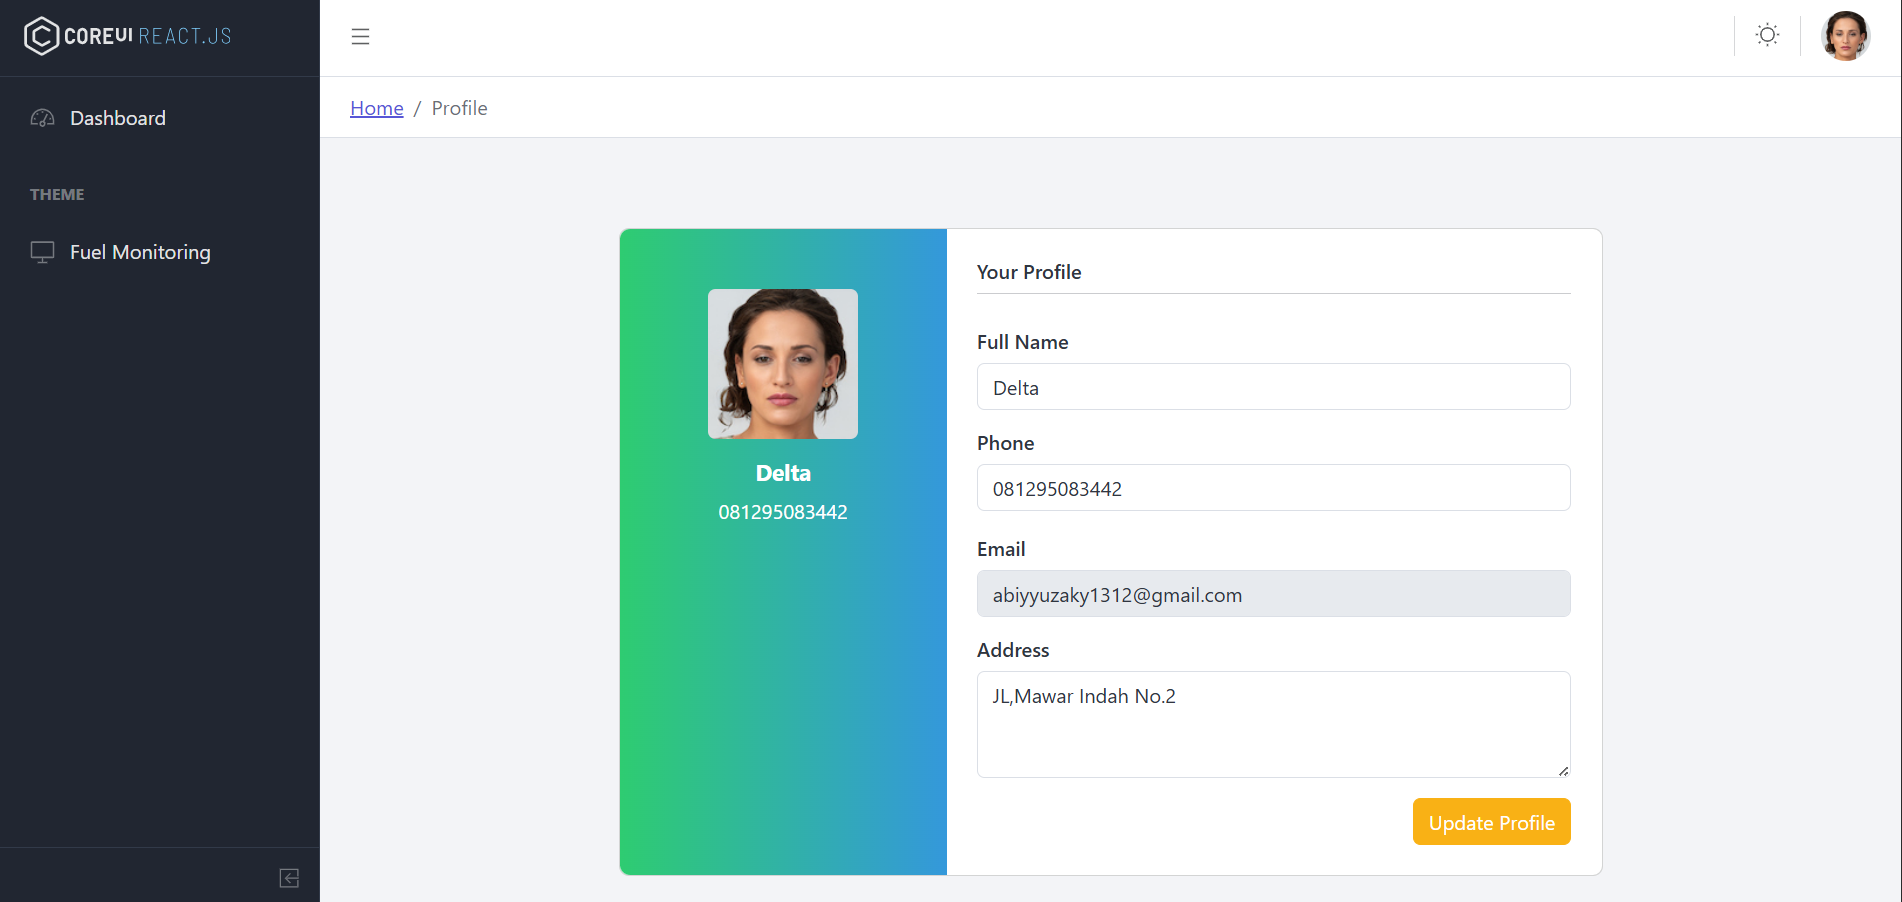 COREUI REACT.JS
Dashboard
THEME
Fuel Monitoring
Home / Profile
Delta
081295083442
Your Profile
Full Name
Delta
Phone
081295083442
Email
abiyyuzaky1312@gmail.com
Address
JL,Mawar Indah No.2
Update Profile